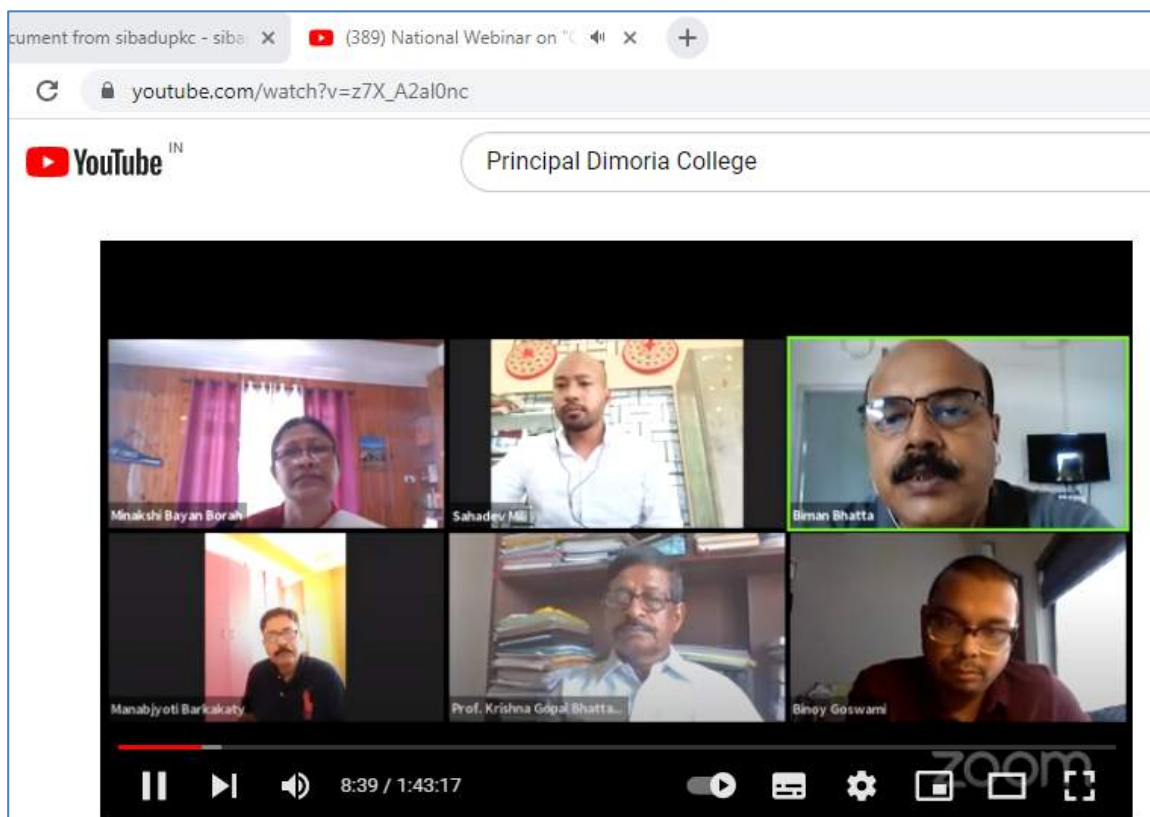 cument from sibadupkc - siba
(389) National Webinar on "
youtube.com/watch?v=z7X_A2al0nc
YouTube IN
Principal Dimoria College
Minakshi Bayan Borah
Sahadev Mili
Biman Bhatta
Manabjyoti Barkakaty
Prof. Krishna Gopal Bhatta...
Binoy Goswami
8:39 / 1:43:17
zoom